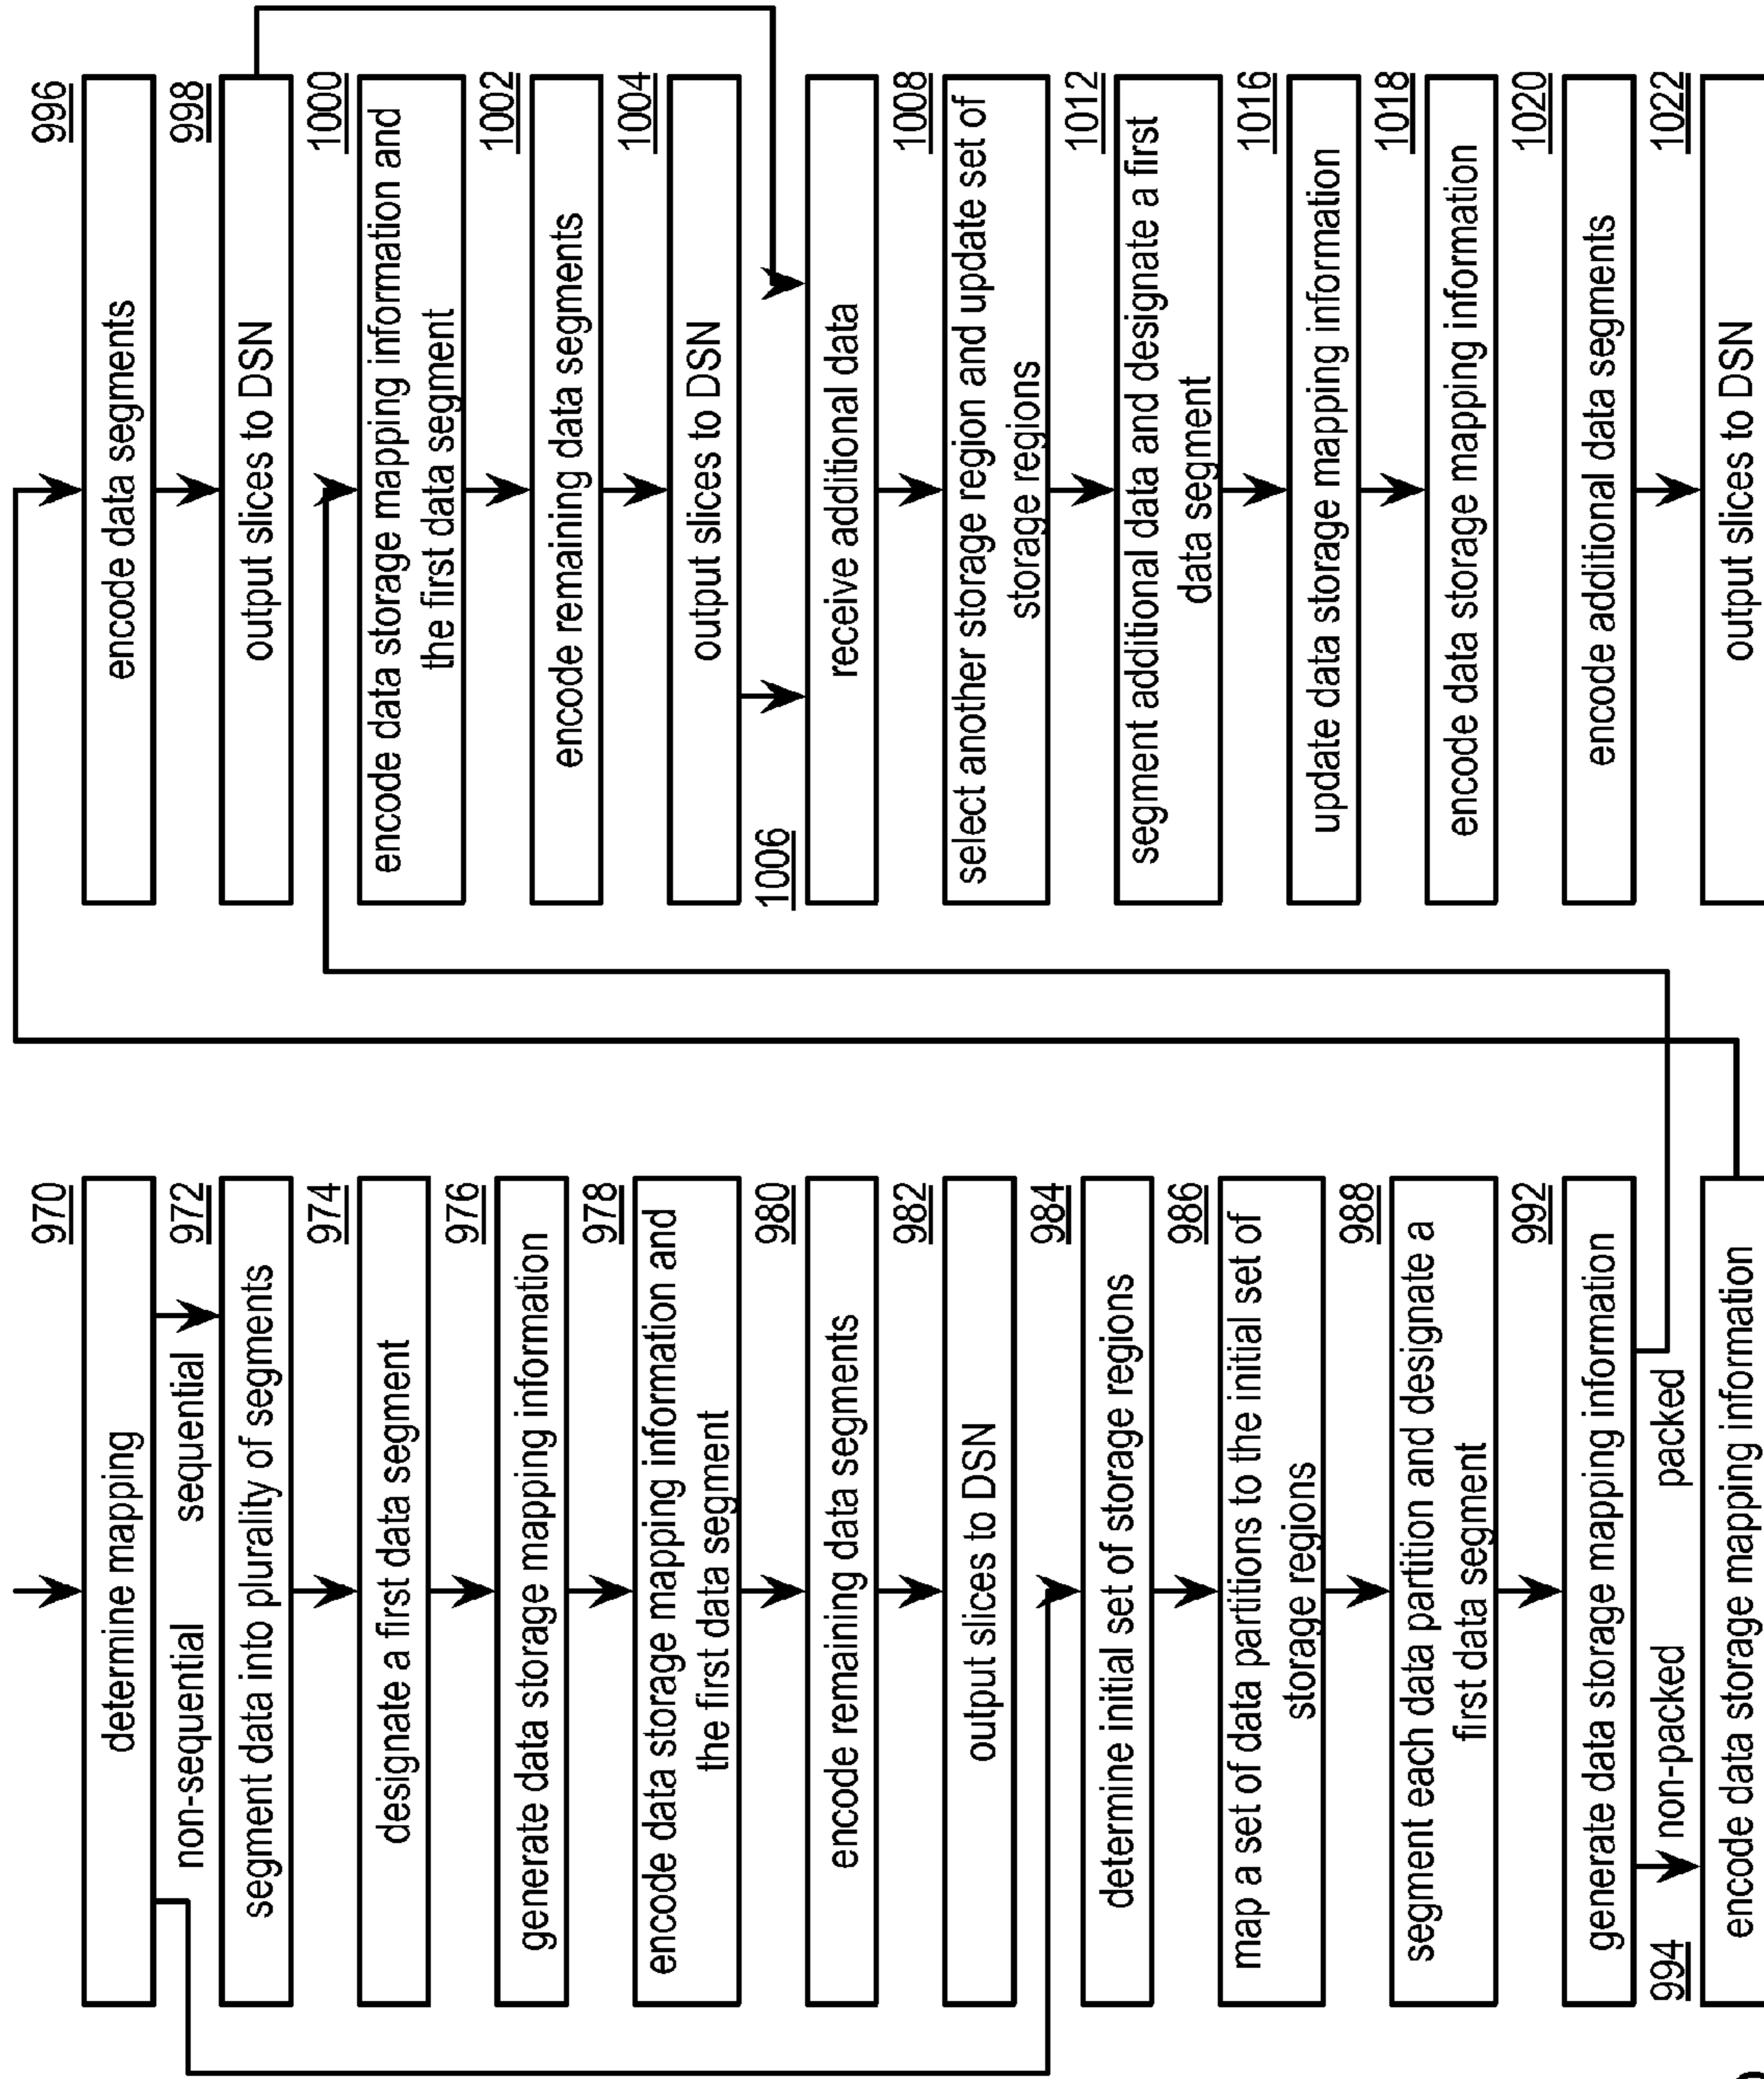 970
determine mapping
non-sequential
sequential
972
segment data into plurality of segments
974
designate a first data segment
976
generate data storage mapping information
978
encode data storage mapping information and
the first data segment
980
encode remaining data segments
982
output slices to DSN
984
determine initial set of storage regions
986
map a set of data partitions to the initial set of
storage regions
988
segment each data partition and designate a
first data segment
992
generate data storage mapping information
994
non-packed
packed
encode data storage mapping information
996
encode data segments
998
output slices to DSN
1000
encode data storage mapping information and
the first data segment
1002
encode remaining data segments
1004
output slices to DSN
1006
receive additional data
1008
select another storage region and update set of
storage regions
1012
segment additional data and designate a first
data segment
1016
update data storage mapping information
1018
encode data storage mapping information
1020
encode additional data segments
1022
output slices to DSN